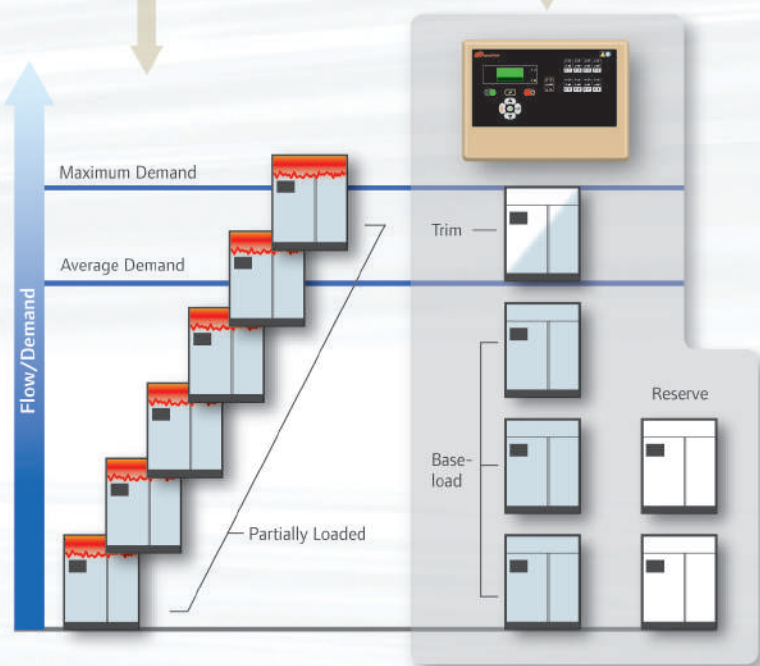 Maximum Demand
Average Demand
Flow/Demand
Partially Loaded
Trim
Base-
load
Reserve